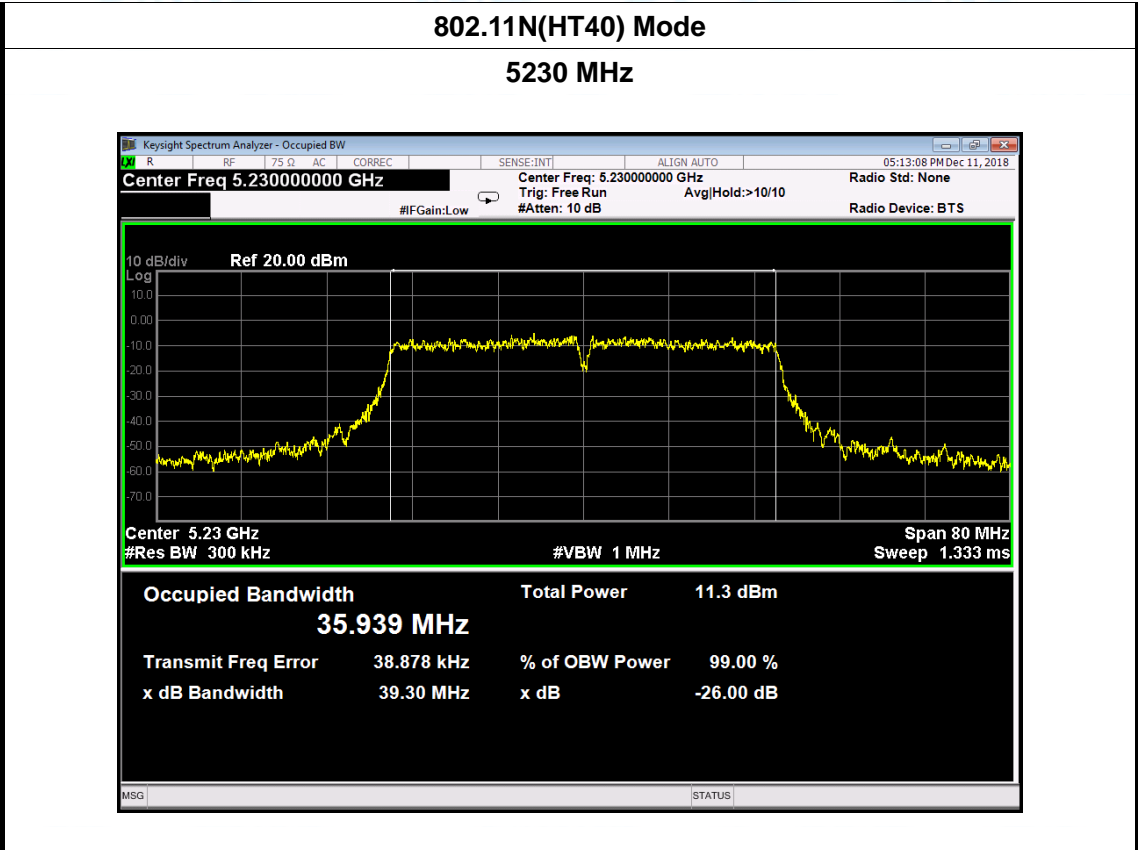 802.11N(HT40) Mode
5230 MHz
Keysight Spectrum Analyzer - Occupied BW
LXI R RF 75 Ω AC CORREC SENSE:INT ALIGN AUTO 05:13:08 PM Dec 11, 2018
Center Freq 5.230000000 GHz Center Freq: 5.230000000 GHz Radio Std: None
Trig: Free Run Avg|Hold:>10/10
#IFGain:Low #Atten: 10 dB Radio Device: BTS
10 dB/div Ref 20.00 dBm
Log
10.0
0.00
-10.0
-20.0
-30.0
-40.0
-50.0
-60.0
-70.0
Center 5.23 GHz Span 80 MHz
#Res BW 300 kHz #VBW 1 MHz Sweep 1.333 ms
Occupied Bandwidth Total Power 11.3 dBm
35.939 MHz
Transmit Freq Error 38.878 kHz % of OBW Power 99.00 %
x dB Bandwidth 39.30 MHz x dB -26.00 dB
MSG STATUS